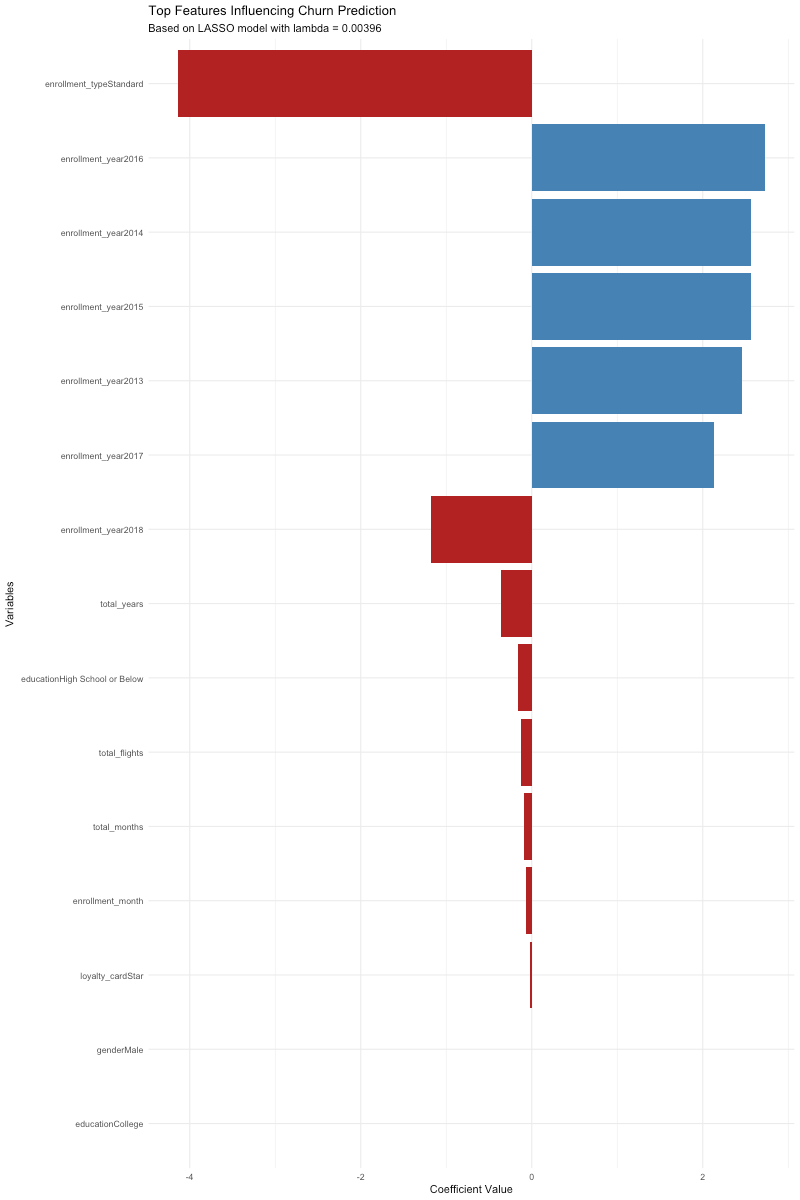 Top Features Influencing Churn Prediction
Based on LASSO model with lambda = 0.00396
enrollment_typeStandard
enrollment_year2016
enrollment_year2014
enrollment_year2015
enrollment_year2013
enrollment_year2017
enrollment_year2018
total_years
educationHigh School or Below
total_flights
total_months
enrollment_month
loyalty_cardStar
genderMale
educationCollege
Variables
-4
-2
0
2
Coefficient Value